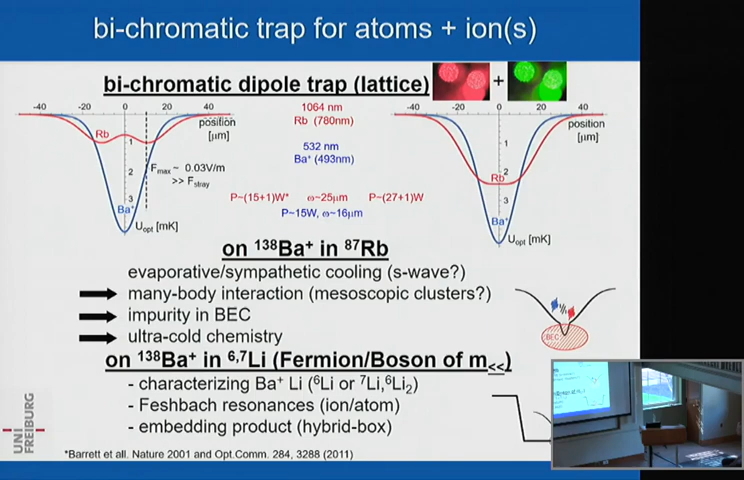 bi-chromatic trap for atoms + ion(s)
bi-chromatic dipole trap (lattice) +
-40 -20 0 20 40
position
[μm]
Rb
1
2
3
Ba⁺
U_opt [mK]
F_max ~ 0.03V/m
>> F_stray
1064 nm
Rb (780nm)
532 nm
Ba⁺ (493nm)
P~(15+1)W* ω~25μm P~(27+1)W
P~15W, ω~16μm
-40 -20 0 20 40
position
[μm]
1
Rb
2
3
Ba⁺
U_opt [mK]
on ¹³⁸Ba⁺ in ⁸⁷Rb
evaporative/sympathetic cooling (s-wave?)
many-body interaction (mesoscopic clusters?)
impurity in BEC
ultra-cold chemistry
BEC
on ¹³⁸Ba⁺ in ⁶,⁷Li (Fermion/Boson of m<<)
- characterizing Ba⁺ Li (⁶Li or ⁷Li,⁶Li₂)
- Feshbach resonances (ion/atom)
- embedding product (hybrid-box)
UNI
FREIBURG
*Barrett et all. Nature 2001 and Opt.Comm. 284, 3288 (2011)